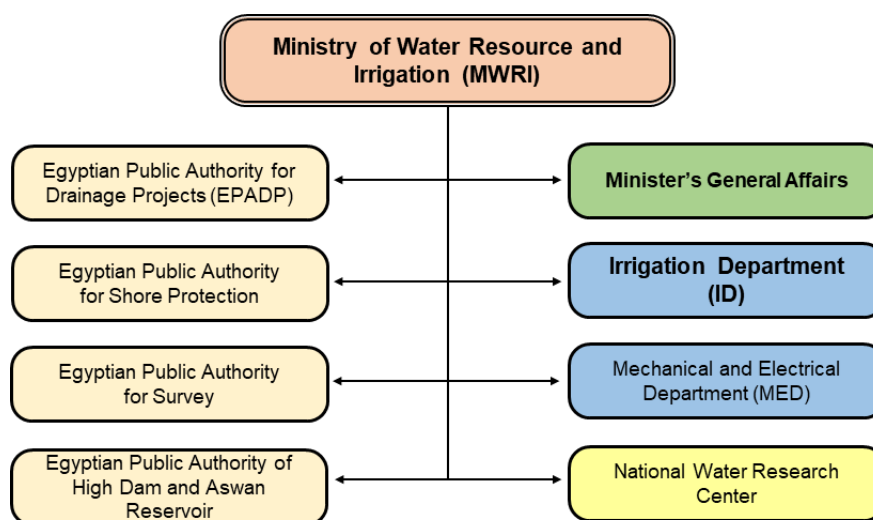 Ministry of Water Resource and
Irrigation (MWRI)
Egyptian Public Authority for
Drainage Projects (EPADP)
Minister's General Affairs
Egyptian Public Authority
for Shore Protection
Irrigation Department
(ID)
Egyptian Public Authority
for Survey
Mechanical and Electrical
Department (MED)
Egyptian Public Authority of
High Dam and Aswan
Reservoir
National Water Research
Center